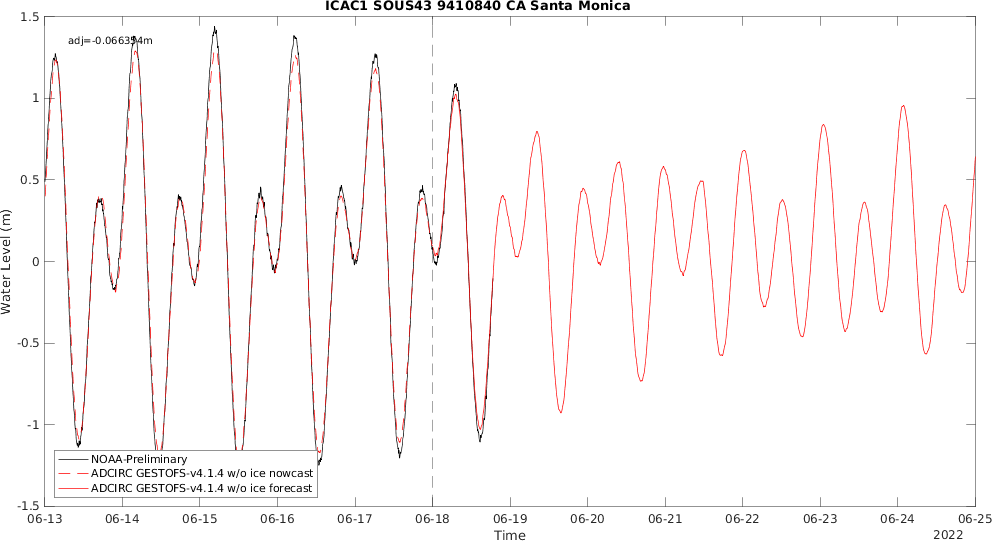 ICAC1 SOUS43 9410840 CA Santa Monica
adj=-0.066354m
1.5
1
0.5
0
-0.5
-1
-1.5
Water Level (m)
NOAA-Preliminary
ADCIRC GESTOFS-v4.1.4 w/o ice nowcast
ADCIRC GESTOFS-v4.1.4 w/o ice forecast
06-13 06-14 06-15 06-16 06-17 06-18 06-19 06-20 06-21 06-22 06-23 06-24 06-25
Time
2022